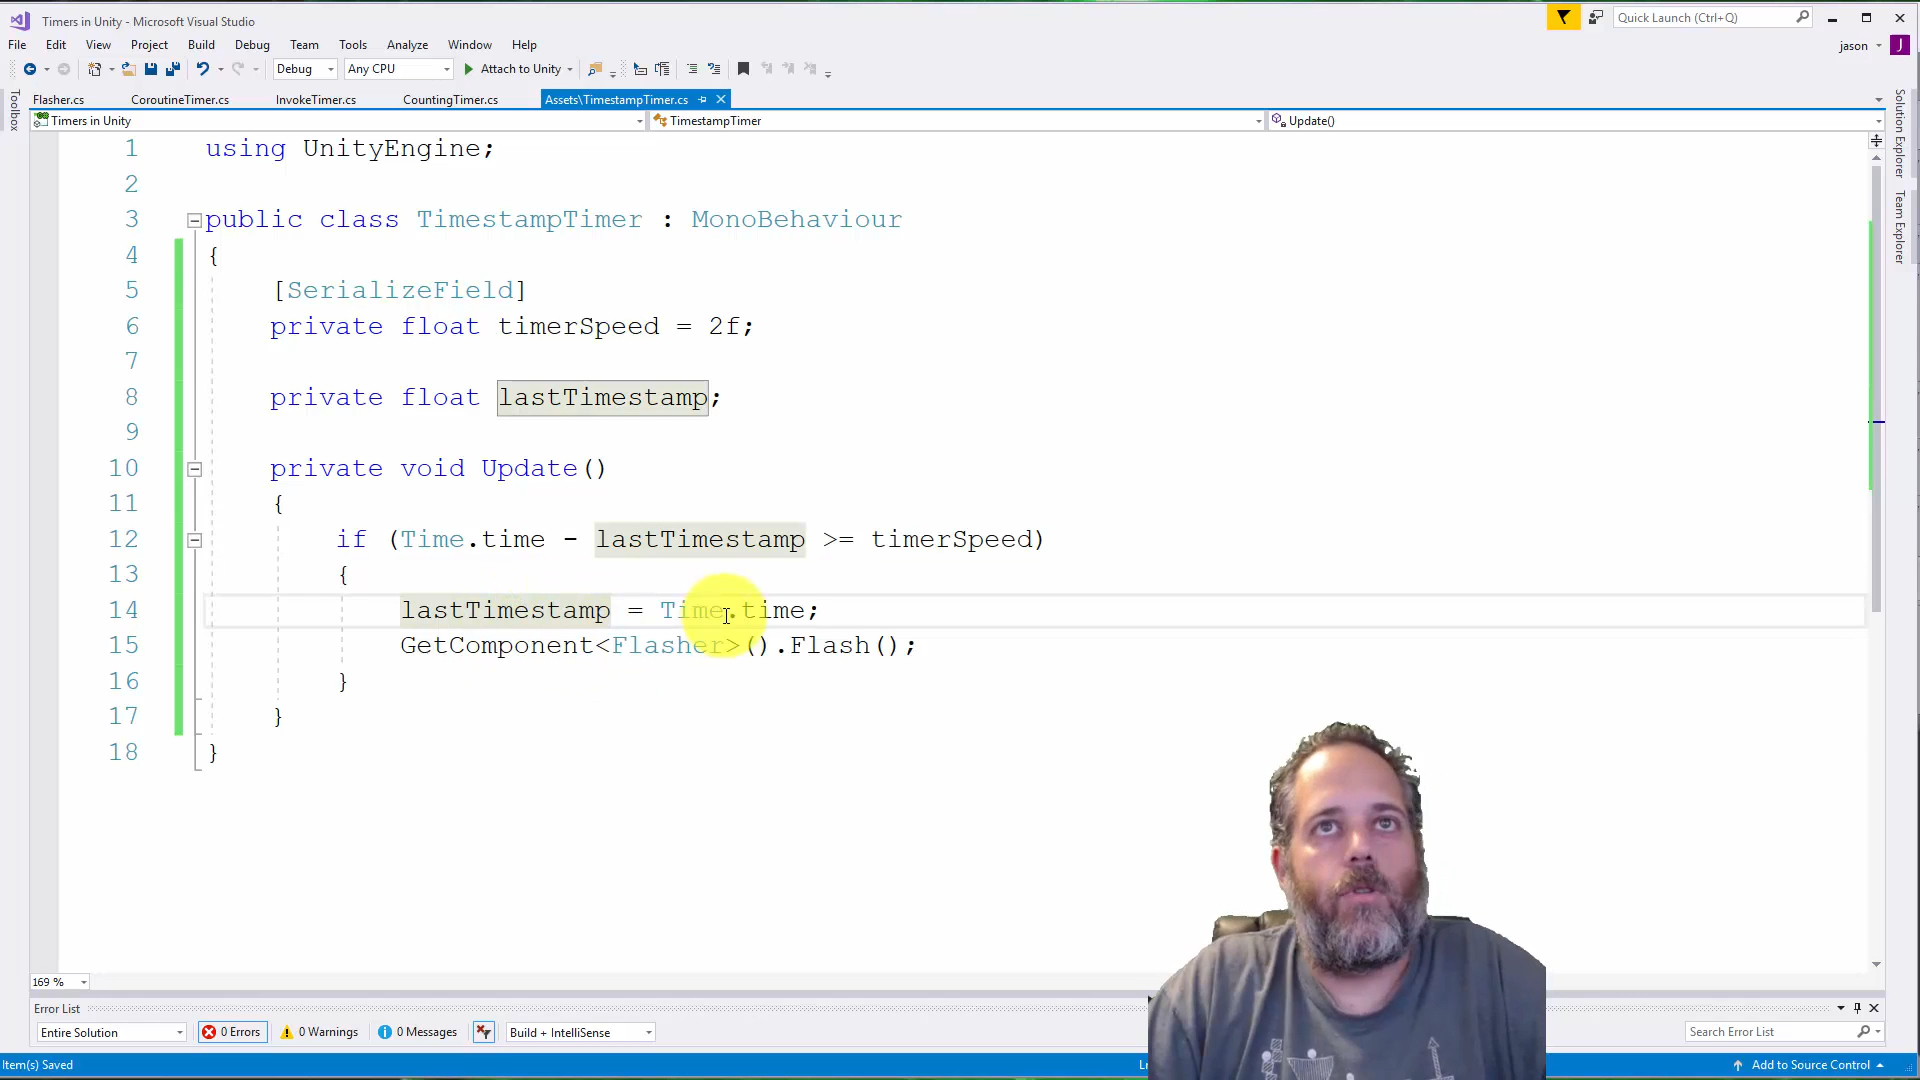 Timers in Unity - Microsoft Visual Studio
Quick Launch (Ctrl+Q)
File Edit View Project Build Debug Team Tools Analyze Window Help
jason J
Debug Any CPU Attach to Unity
Toolbox
Flasher.cs CoroutineTimer.cs InvokeTimer.cs CountingTimer.cs Assets\TimestampTimer.cs
Timers in Unity TimestampTimer Update()
Solution Explorer
Team Explorer
1 using UnityEngine;
2
3 public class TimestampTimer : MonoBehaviour
4 {
5 [SerializeField]
6 private float timerSpeed = 2f;
7
8 private float lastTimestamp;
9
10 private void Update()
11 {
12 if (Time.time - lastTimestamp >= timerSpeed)
13 {
14 lastTimestamp = Time.time;
15 GetComponent<Flasher>().Flash();
16 }
17 }
18 }
169 %
Error List
Entire Solution 0 Errors 0 Warnings 0 Messages Build + IntelliSense Search Error List
Item(s) Saved Add to Source Control